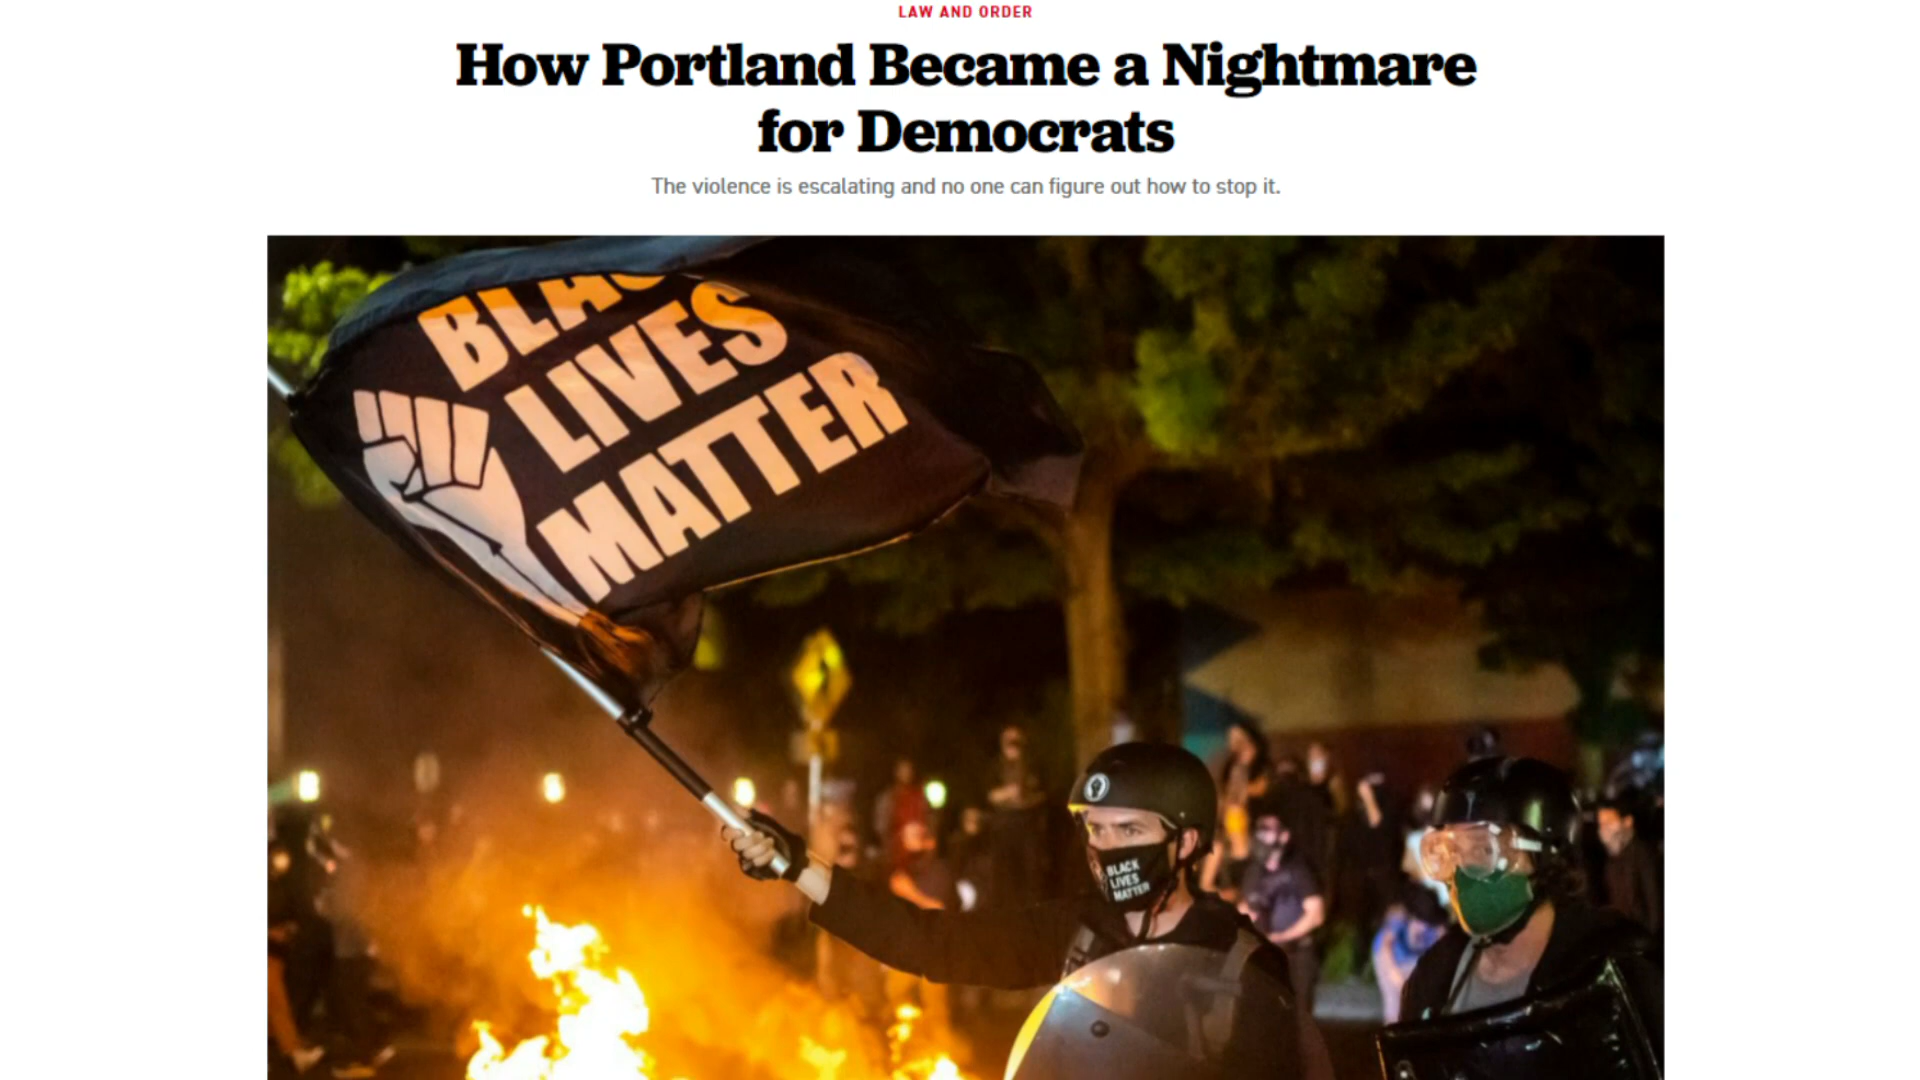 LAW AND ORDER
How Portland Became a Nightmare
for Democrats
The violence is escalating and no one can figure out how to stop it.
BLAC
LIVES
MATTER
BLACK
LIVES
MATTER